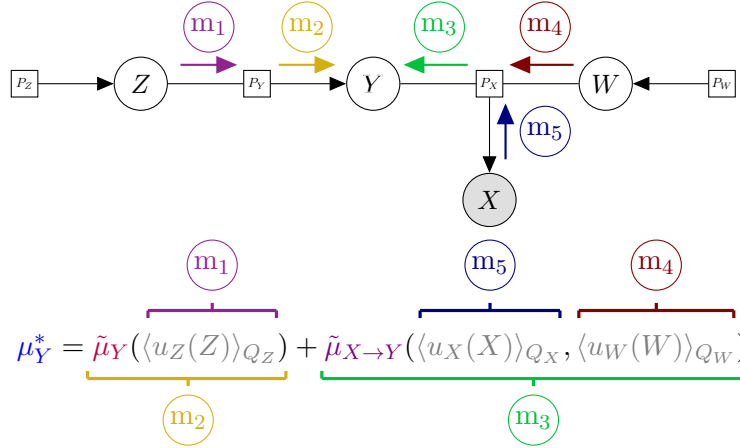 m₁ m₂ m₃ m₄
P_Z Z P_Y Y P_X W P_W
m₅
X
m₁ m₅ m₄
μ*_Y = μ̃_Y(⟨u_Z(Z)⟩_{Q_Z}) + μ̃_{X→Y}(⟨u_X(X)⟩_{Q_X}, ⟨u_W(W)⟩_{Q_W})
m₂ m₃